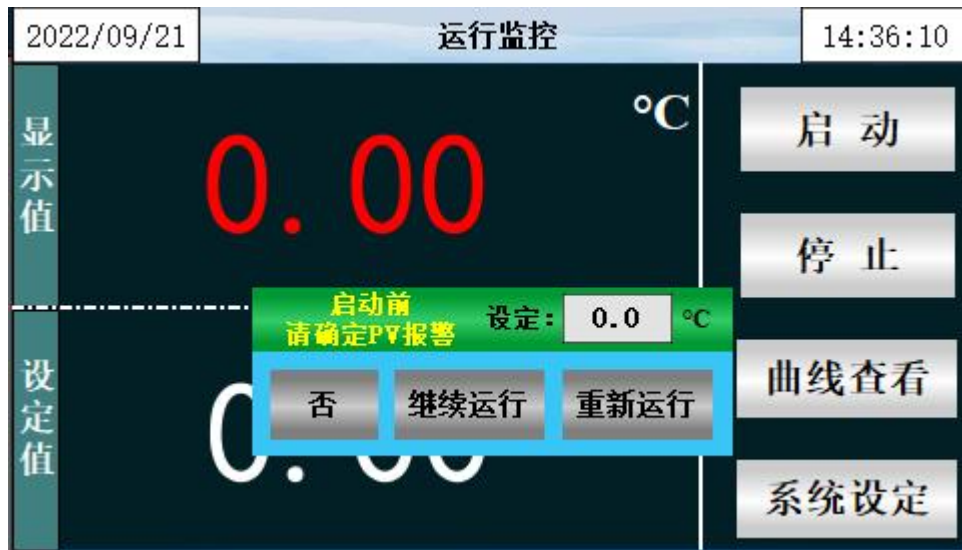 2022/09/21
运行监控
14:36:10
显示值
℃
0.00
启动
停止
启动前
请确定PV报警
设定:
0.0
℃
否
继续运行
重新运行
设定值
0.00
曲线查看
系统设定